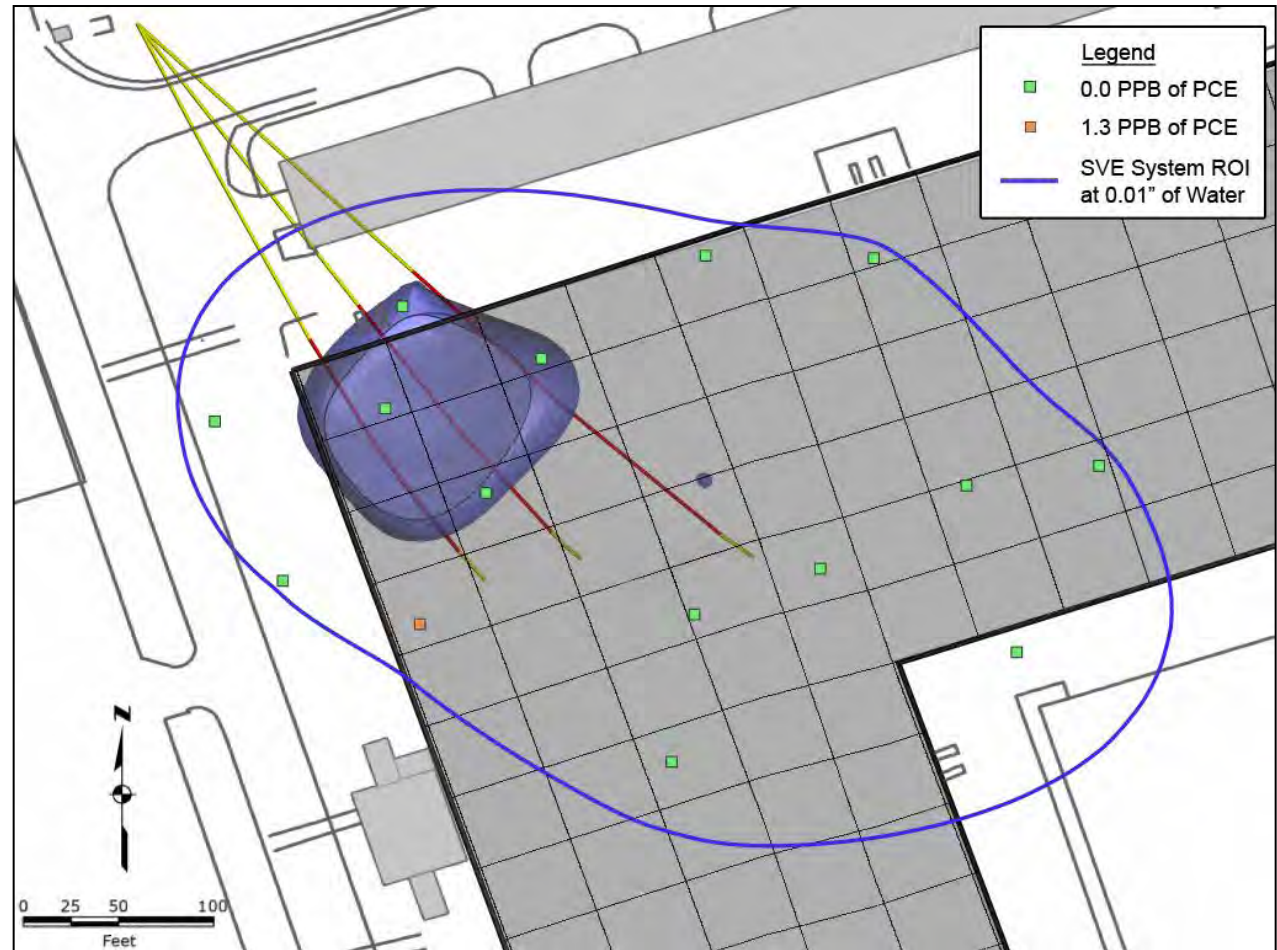 Legend
0.0 PPB of PCE
1.3 PPB of PCE
SVE System ROI
at 0.01" of Water
N
0 25 50 100
Feet